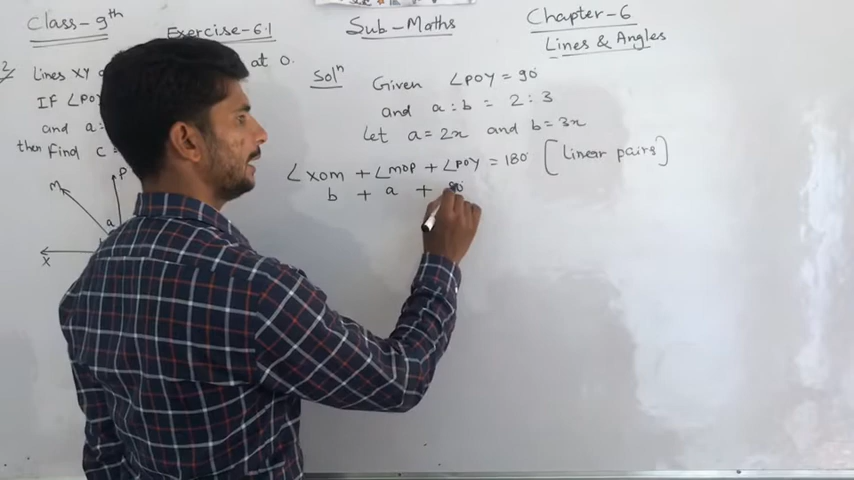 Class-9th
Exercise-6.1
Sub-Maths
Chapter-6
Lines & Angles
2
Lines XY
at O.
IF ∠POY
and a:
then find c
M
P
a
X
Solⁿ
Given ∠POY = 90°
and a : b = 2 : 3
Let a = 2x and b = 3x
∠XOM + ∠MOP + ∠POY = 180° [Linear pairs]
b + a + 90°